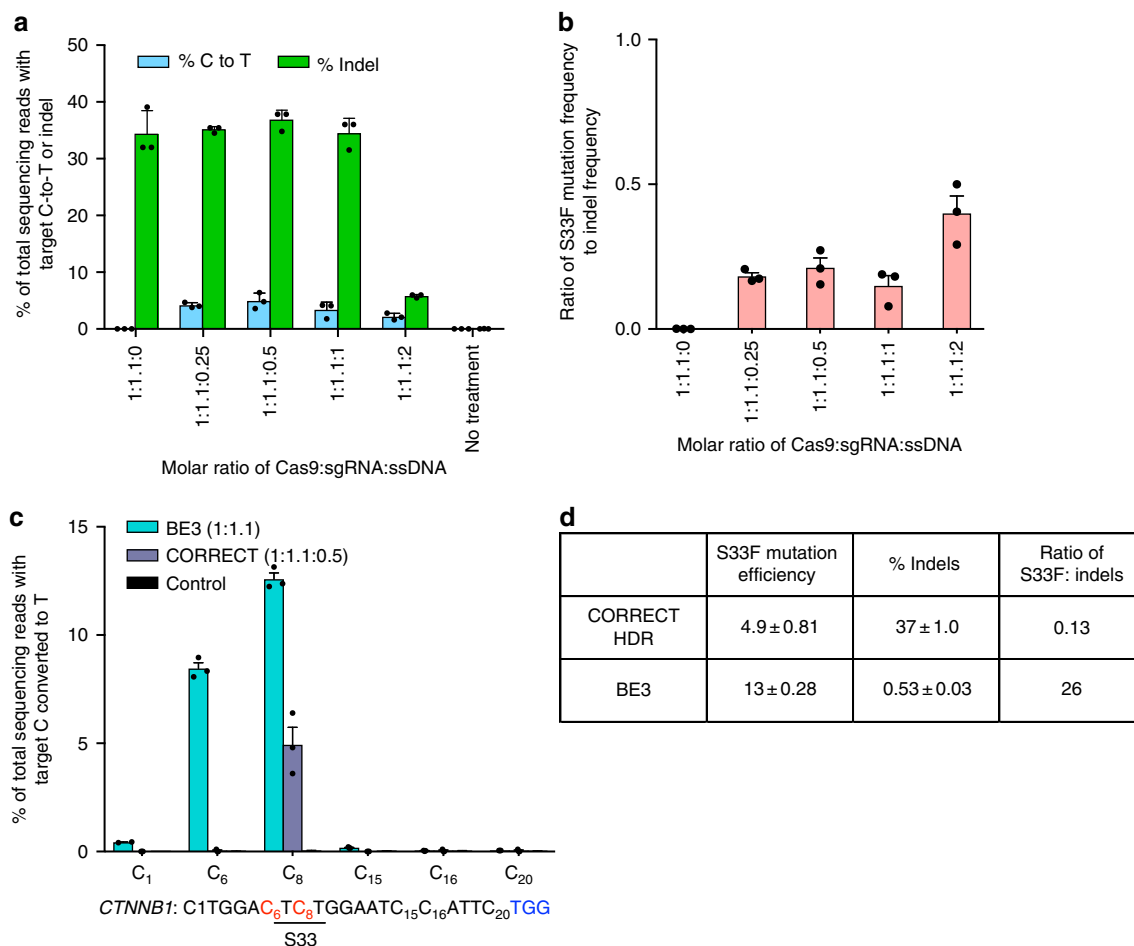 a
% of total sequencing reads with
target C-to-T or indel
50
40
30
20
10
0
% C to T
% Indel
1:1.1:0
1:1.1:0.25
1:1.1:0.5
1:1.1:1
1:1.1:2
No treatment
Molar ratio of Cas9:sgRNA:ssDNA
b
Ratio of S33F mutation frequency
to indel frequency
1.0
0.5
0.0
1:1.1:0
1:1.1:0.25
1:1.1:0.5
1:1.1:1
1:1.1:2
Molar ratio of Cas9:sgRNA:ssDNA
c
% of total sequencing reads with
target C converted to T
15
10
5
0
BE3 (1:1.1)
CORRECT (1:1.1:0.5)
Control
C₁ C₆ C₈ C₁₅ C₁₆ C₂₀
CTNNB1: C1TGGAC₆TC₈TGGAATC₁₅C₁₆ATTC₂₀TGG
S33
d
S33F mutation efficiency % Indels Ratio of S33F: indels
CORRECT HDR 4.9 ± 0.81 37 ± 1.0 0.13
BE3 13 ± 0.28 0.53 ± 0.03 26